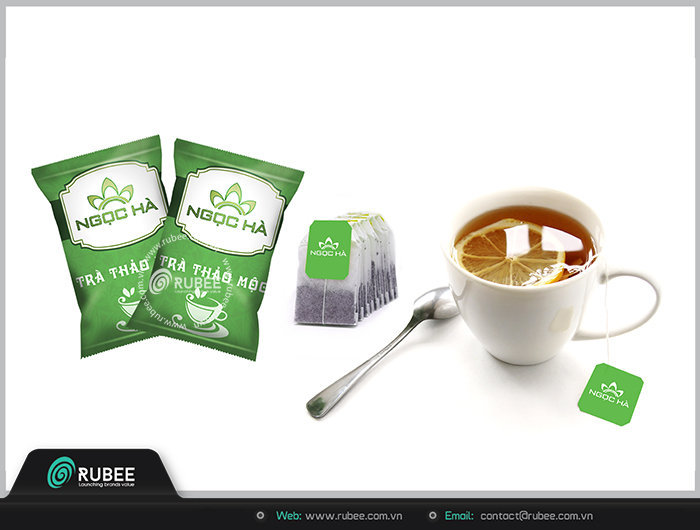 NGỌC HÀ
TRÀ THẢO
NGỌC HÀ
TRÀ THẢO MỘC
www.rubee.com.vn
RUBEE
NGỌC HÀ
NGỌC HÀ
RUBEE
Launching brands value
Web: www.rubee.com.vn
Email: contact@rubee.com.vn